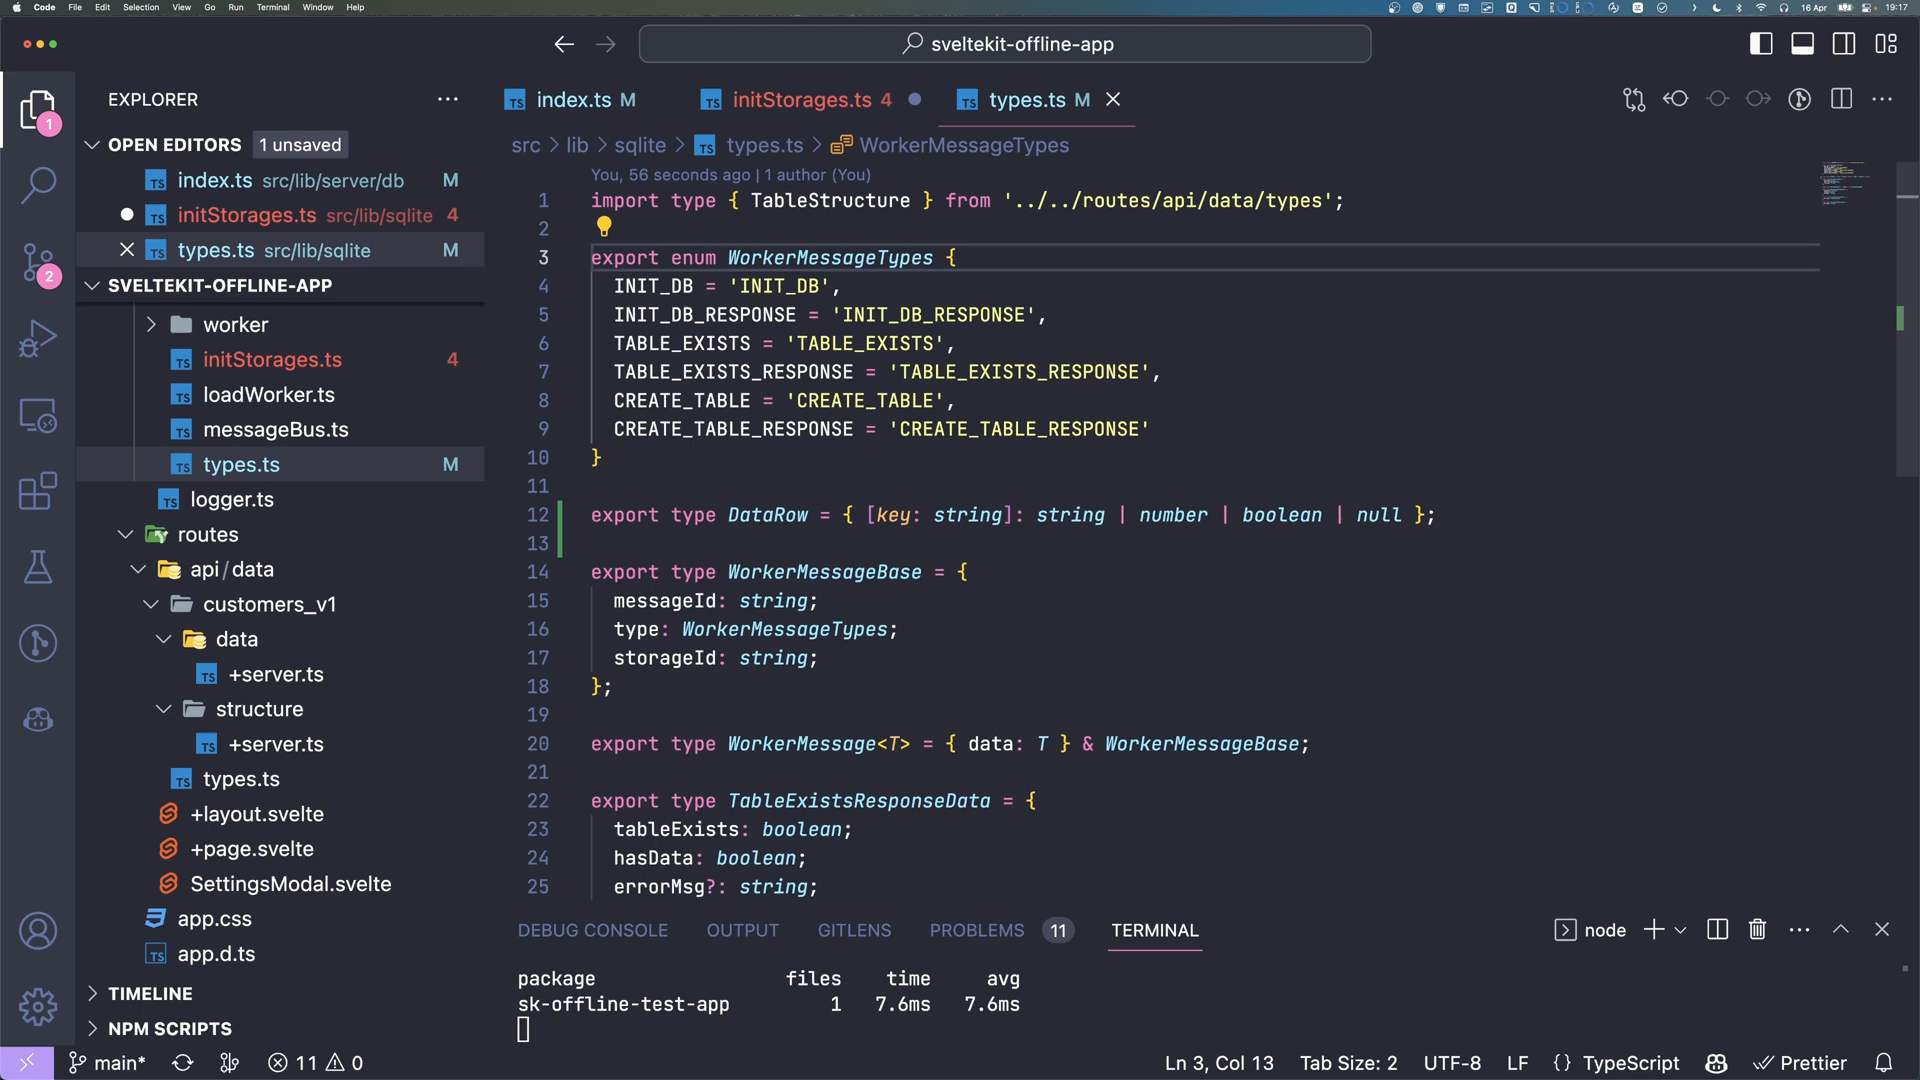 Code File Edit Selection View Go Run Terminal Window Help
16 Apr 19:17
sveltekit-offline-app
EXPLORER
OPEN EDITORS 1 unsaved
index.ts src/lib/server/db M
initStorages.ts src/lib/sqlite 4
types.ts src/lib/sqlite M
SVELTEKIT-OFFLINE-APP
worker
initStorages.ts 4
loadWorker.ts
messageBus.ts
types.ts M
logger.ts
routes
api/data
customers_v1
data
+server.ts
structure
+server.ts
types.ts
+layout.svelte
+page.svelte
SettingsModal.svelte
app.css
app.d.ts
TIMELINE
NPM SCRIPTS
1
2
index.ts M initStorages.ts 4 types.ts M
src > lib > sqlite > types.ts > WorkerMessageTypes
You, 56 seconds ago | 1 author (You)
1 import type { TableStructure } from '../../routes/api/data/types';
2
3 export enum WorkerMessageTypes {
4 INIT_DB = 'INIT_DB',
5 INIT_DB_RESPONSE = 'INIT_DB_RESPONSE',
6 TABLE_EXISTS = 'TABLE_EXISTS',
7 TABLE_EXISTS_RESPONSE = 'TABLE_EXISTS_RESPONSE',
8 CREATE_TABLE = 'CREATE_TABLE',
9 CREATE_TABLE_RESPONSE = 'CREATE_TABLE_RESPONSE'
10 }
11
12 export type DataRow = { [key: string]: string | number | boolean | null };
13
14 export type WorkerMessageBase = {
15 messageId: string;
16 type: WorkerMessageTypes;
17 storageId: string;
18 };
19
20 export type WorkerMessage<T> = { data: T } & WorkerMessageBase;
21
22 export type TableExistsResponseData = {
23 tableExists: boolean;
24 hasData: boolean;
25 errorMsg?: string;
DEBUG CONSOLE OUTPUT GITLENS PROBLEMS 11 TERMINAL
node
package files time avg
sk-offline-test-app 1 7.6ms 7.6ms
main* 11 0
Ln 3, Col 13 Tab Size: 2 UTF-8 LF {} TypeScript Prettier